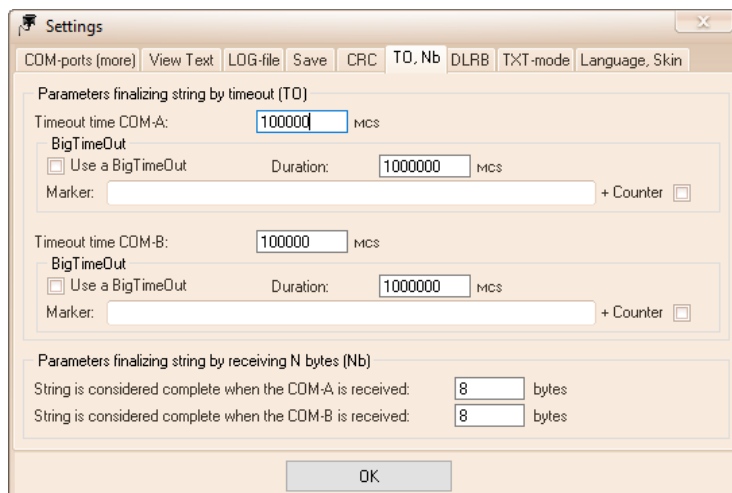 Settings
COM-ports (more) View Text LOG-file Save CRC TO, Nb DLRB TXT-mode Language, Skin
Parameters finalizing string by timeout (TO)
Timeout time COM-A: 100000 мcs
BigTimeOut
Use a BigTimeOut Duration: 1000000 мcs
Marker: + Counter
Timeout time COM-B: 100000 мcs
BigTimeOut
Use a BigTimeOut Duration: 1000000 мcs
Marker: + Counter
Parameters finalizing string by receiving N bytes (Nb)
String is considered complete when the COM-A is received: 8 bytes
String is considered complete when the COM-B is received: 8 bytes
OK